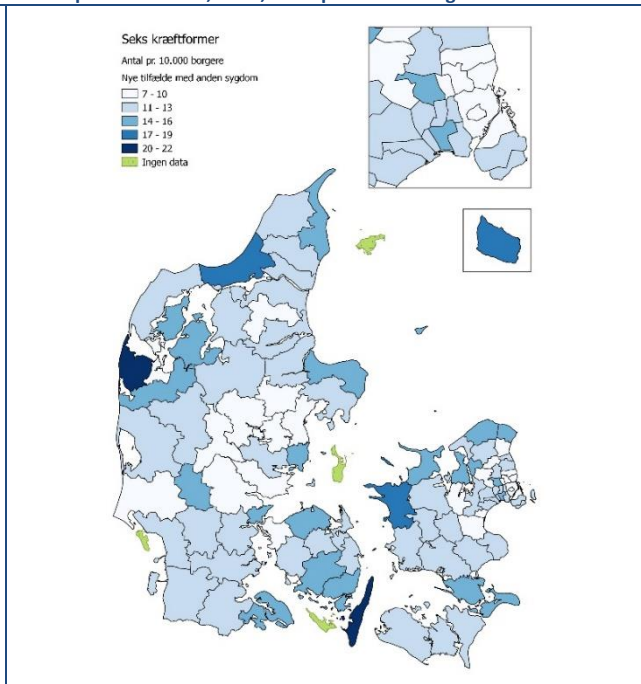 Seks kræftformer
Antal pr. 10.000 borgere
Nye tilfælde med anden sygdom
7 - 10
11 - 13
14 - 16
17 - 19
20 - 22
Ingen data